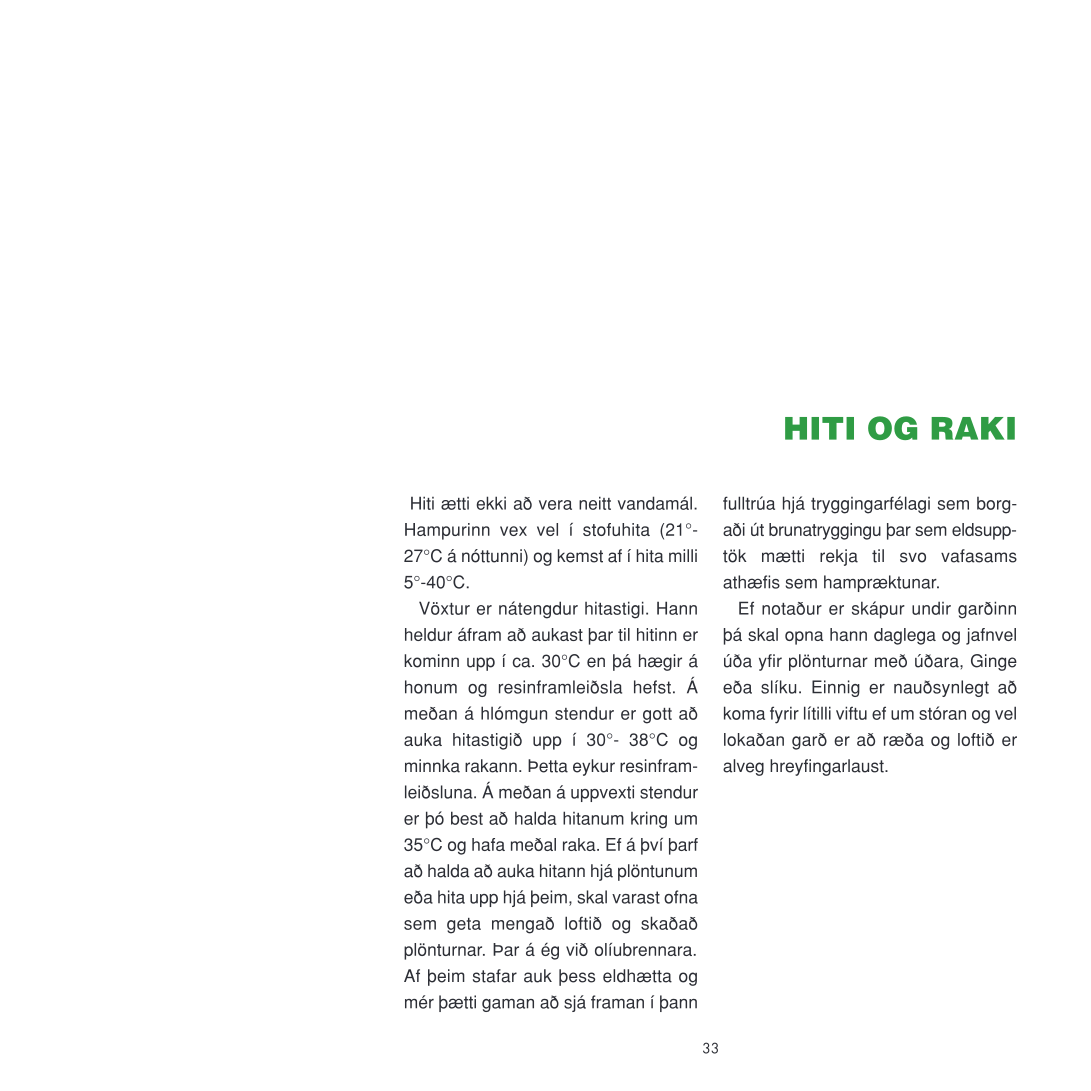 HITI OG RAKI
Hiti ætti ekki að vera neitt vandamál.
Hampurinn vex vel í stofuhita (21°-
27°C á nóttunni) og kemst af í hita milli
5°-40°C.
Vöxtur er nátengdur hitastigi. Hann
heldur áfram að aukast þar til hitinn er
kominn upp í ca. 30°C en þá hægir á
honum og resinframleiðsla hefst. Á
meðan á hlómgun stendur er gott að
auka hitastigið upp í 30°- 38°C og
minnka rakann. Þetta eykur resinfram-
leiðsluna. Á meðan á uppvexti stendur
er þó best að halda hitanum kring um
35°C og hafa meðal raka. Ef á því þarf
að halda að auka hitann hjá plöntunum
eða hita upp hjá þeim, skal varast ofna
sem geta mengað loftið og skaðað
plönturnar. Þar á ég við olíubrennara.
Af þeim stafar auk þess eldhætta og
mér þætti gaman að sjá framan í þann
fulltrúa hjá tryggingarfélagi sem borg-
aði út brunatryggingu þar sem eldsupp-
tök mætti rekja til svo vafasams
athæfis sem hampræktunar.
Ef notaður er skápur undir garðinn
þá skal opna hann daglega og jafnvel
úða yfir plönturnar með úðara, Ginge
eða slíku. Einnig er nauðsynlegt að
koma fyrir lítilli viftu ef um stóran og vel
lokaðan garð er að ræða og loftið er
alveg hreyfingarlaust.
33